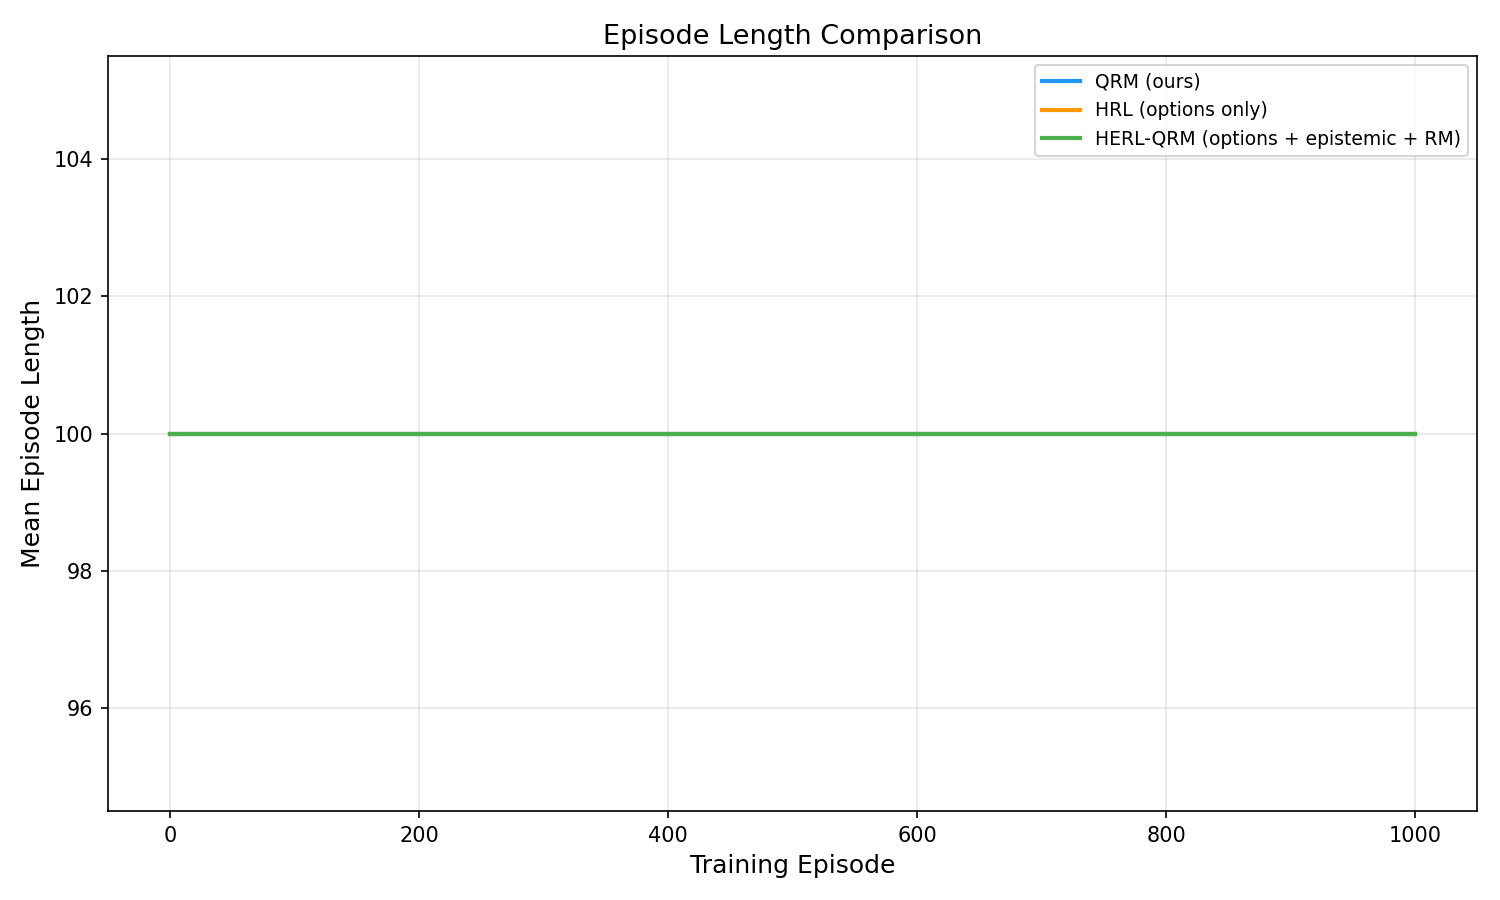 Episode Length Comparison
QRM (ours)
HRL (options only)
HERL-QRM (options + epistemic + RM)
104
102
100
98
96
Mean Episode Length
0 200 400 600 800 1000
Training Episode